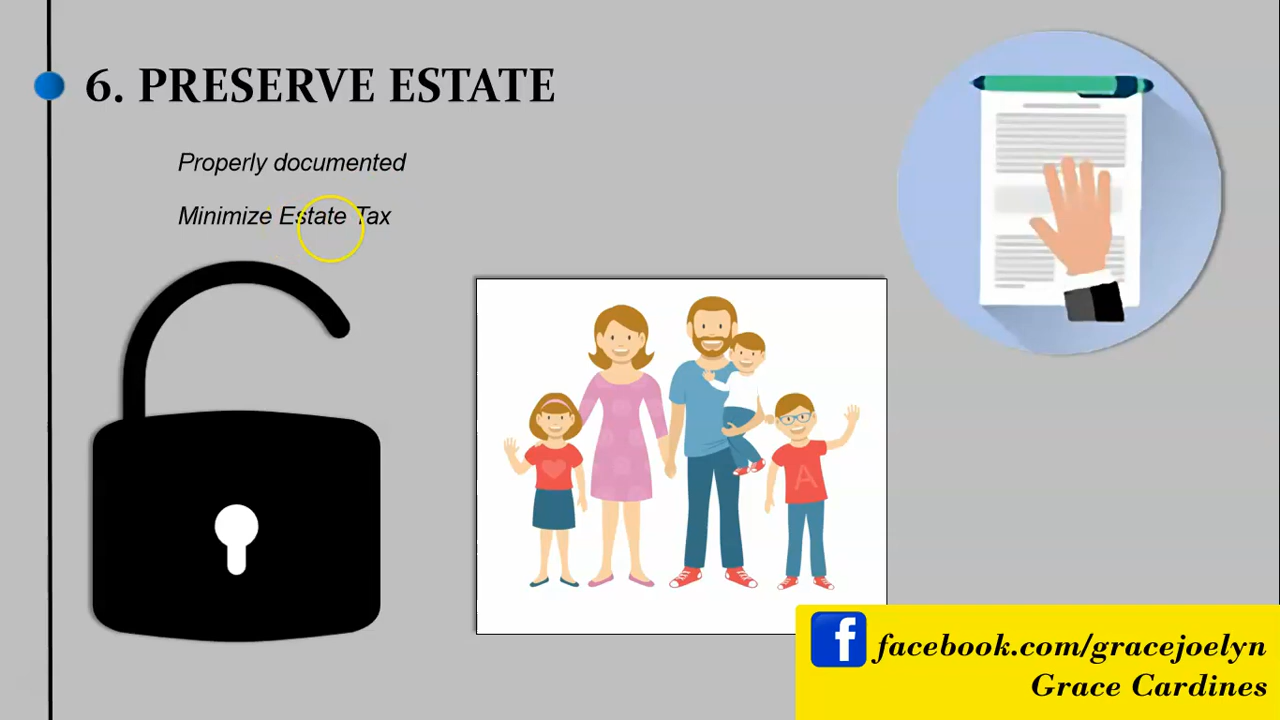 6. PRESERVE ESTATE
Properly documented
Minimize Estate Tax
A
f facebook.com/gracejoelyn
Grace Cardines